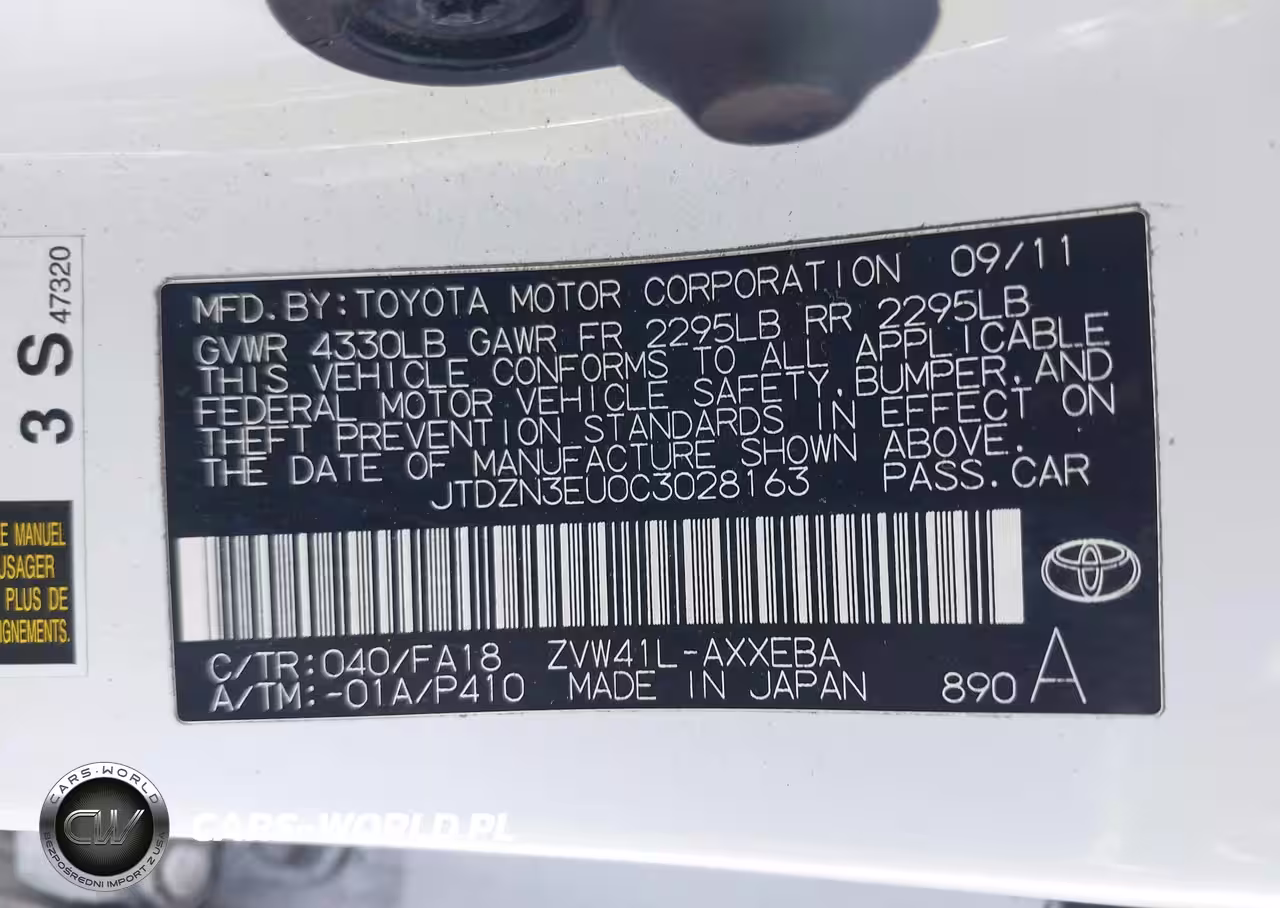 47320
3 S
E MANUEL
USAGER
PLUS DE
IGNEMENTS.
MFD. BY: TOYOTA MOTOR CORPORATION 09/11
GVWR 4330LB GAWR FR 2295LB RR 2295LB
THIS VEHICLE CONFORMS TO ALL APPLICABLE
FEDERAL MOTOR VEHICLE SAFETY, BUMPER, AND
THEFT PREVENTION STANDARDS IN EFFECT ON
THE DATE OF MANUFACTURE SHOWN ABOVE.
JTDZN3EU0C3028163 PASS. CAR
C/TR: 040/FA18 ZVW41L-AXXEBA
A/TM: -01A/P410 MADE IN JAPAN 890 A
CARS-WORLD
CW
BEZPOŚREDNI IMPORT Z USA
CARS-WORLD.PL